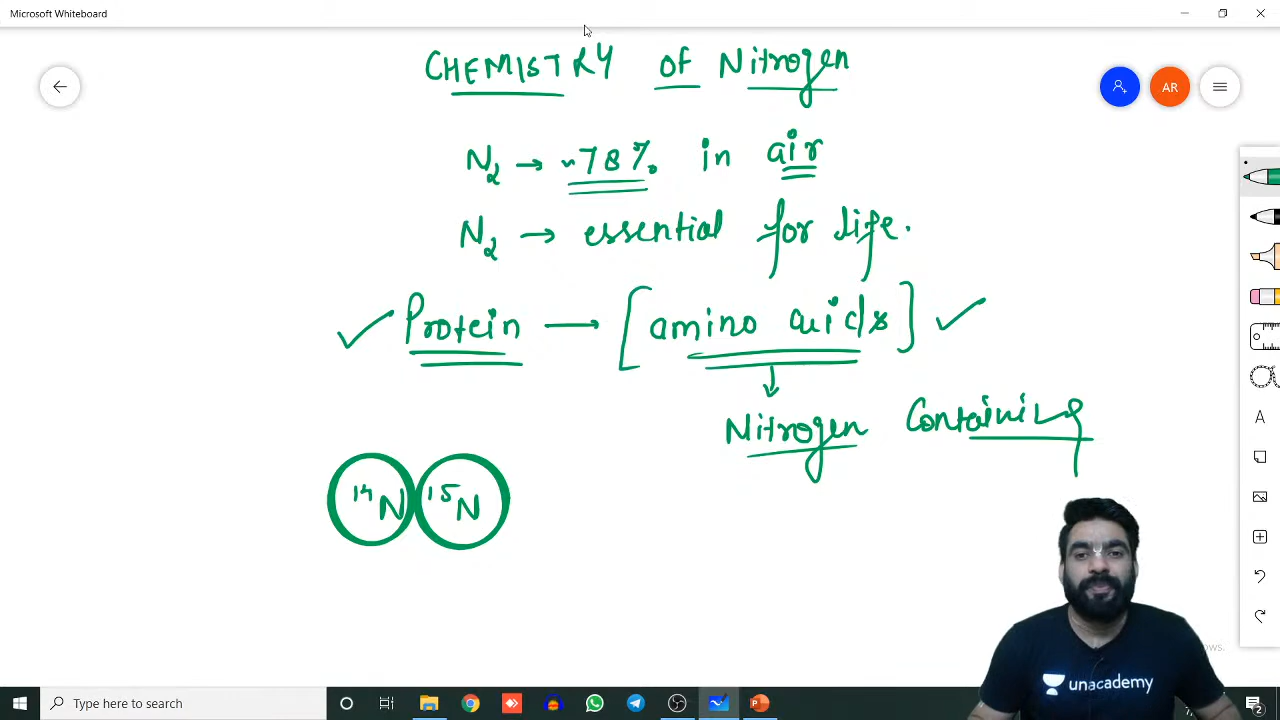 Microsoft Whiteboard
CHEMISTRY of Nitrogen
AR
N2 → ~78% in air
N2 → essential for life.
✓ Protein → [amino acids] ✓
↓
Nitrogen Containing
14N 15N
A
unacademy
Type here to search
2